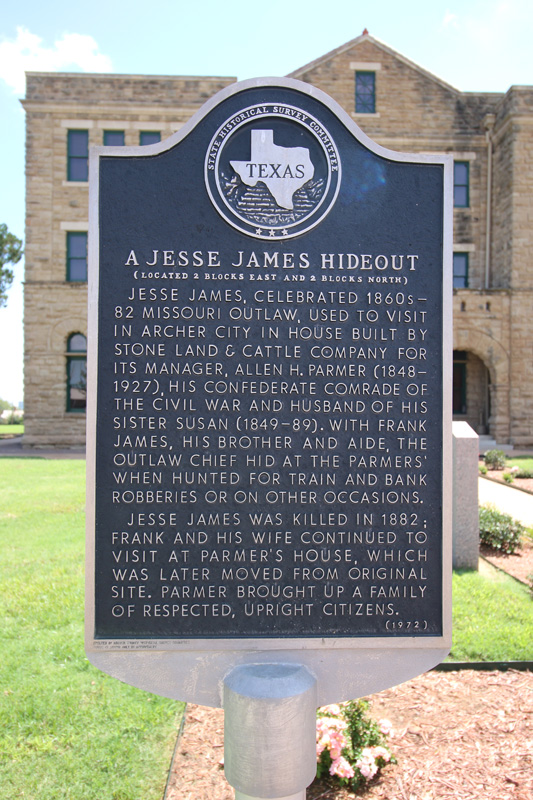 STATE HISTORICAL SURVEY COMMITTEE
TEXAS
A JESSE JAMES HIDEOUT
(LOCATED 2 BLOCKS EAST AND 2 BLOCKS NORTH)
JESSE JAMES, CELEBRATED 1860s–
82 MISSOURI OUTLAW, USED TO VISIT
IN ARCHER CITY IN HOUSE BUILT BY
STONE LAND & CATTLE COMPANY FOR
ITS MANAGER, ALLEN H. PARMER (1848–
1927), HIS CONFEDERATE COMRADE OF
THE CIVIL WAR AND HUSBAND OF HIS
SISTER SUSAN (1849–89). WITH FRANK
JAMES, HIS BROTHER AND AIDE, THE
OUTLAW CHIEF HID AT THE PARMERS'
WHEN HUNTED FOR TRAIN AND BANK
ROBBERIES OR ON OTHER OCCASIONS.
JESSE JAMES WAS KILLED IN 1882;
FRANK AND HIS WIFE CONTINUED TO
VISIT AT PARMER'S HOUSE, WHICH
WAS LATER MOVED FROM ORIGINAL
SITE. PARMER BROUGHT UP A FAMILY
OF RESPECTED, UPRIGHT CITIZENS.
(1972)